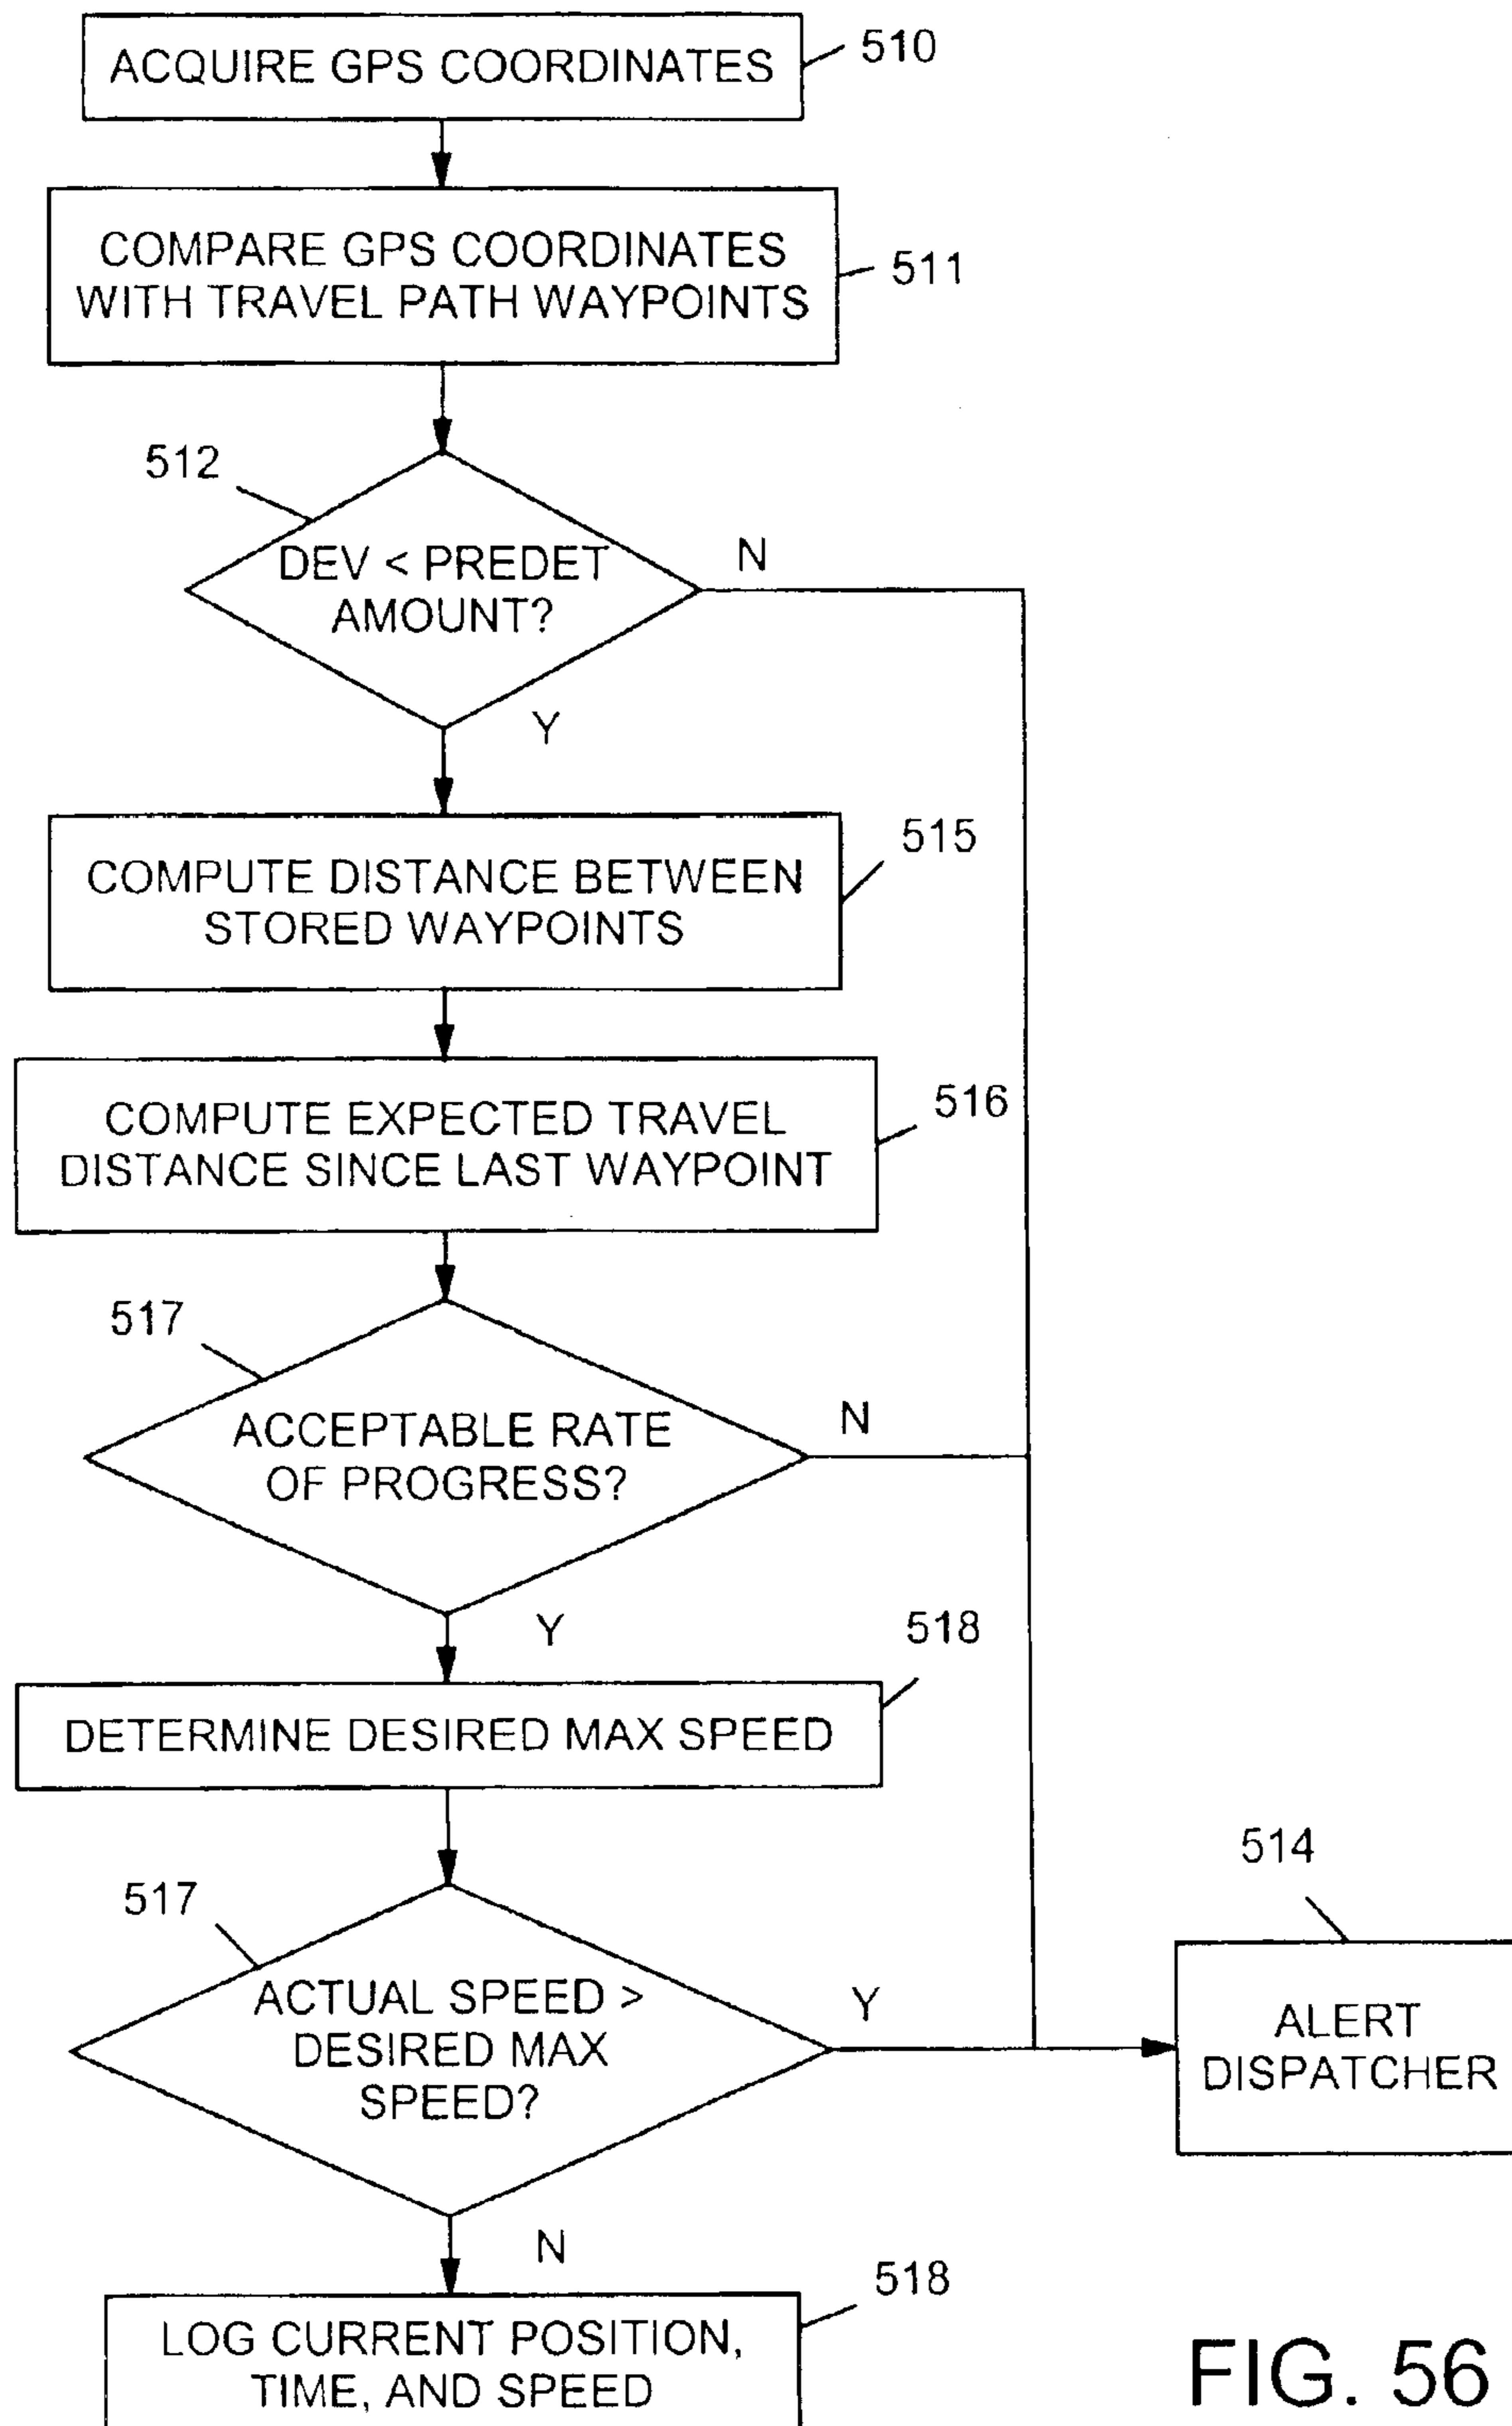 ACQUIRE GPS COORDINATES
510
COMPARE GPS COORDINATES
WITH TRAVEL PATH WAYPOINTS
511
512
DEV < PREDET
AMOUNT?
N
Y
COMPUTE DISTANCE BETWEEN
STORED WAYPOINTS
515
COMPUTE EXPECTED TRAVEL
DISTANCE SINCE LAST WAYPOINT
516
517
ACCEPTABLE RATE
OF PROGRESS?
N
Y
518
DETERMINE DESIRED MAX SPEED
517
ACTUAL SPEED >
DESIRED MAX
SPEED?
Y
514
ALERT
DISPATCHER
N
518
LOG CURRENT POSITION,
TIME, AND SPEED
FIG. 56